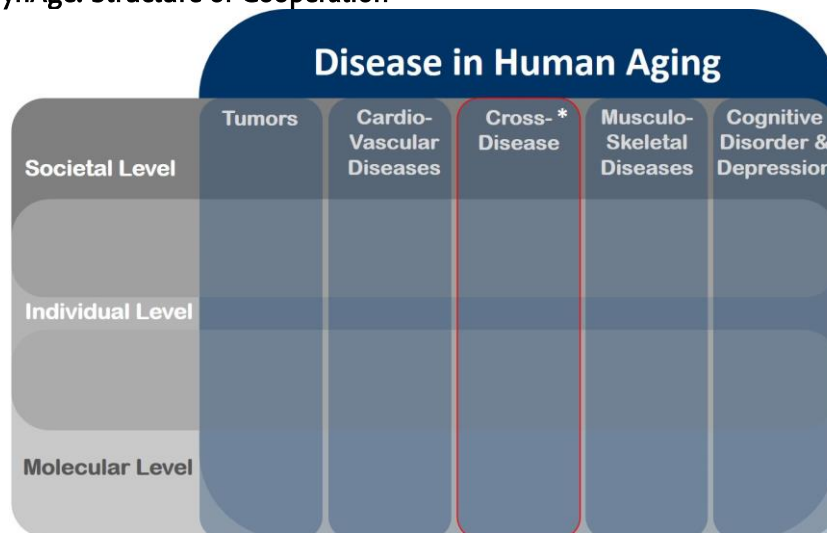 Disease in Human Aging
Tumors
Cardio-
Vascular
Diseases
Cross- *
Disease
Musculo-
Skeletal
Diseases
Cognitive
Disorder &
Depression
Societal Level
Individual Level
Molecular Level